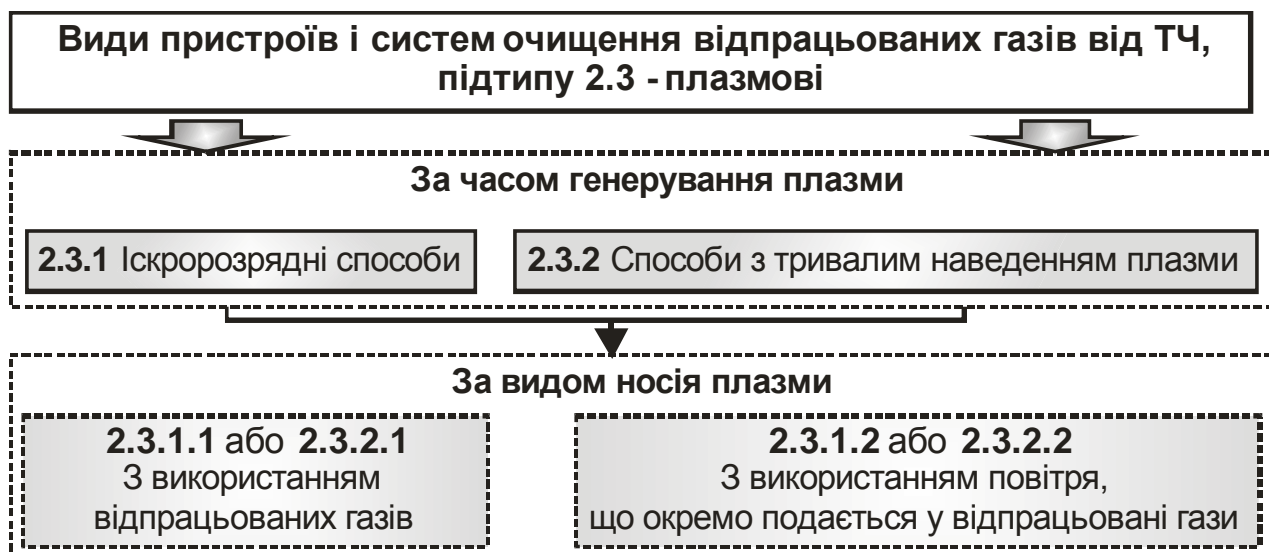 Види пристроїв і систем очищення відпрацьованих газів від ТЧ,
підтипу 2.3 - плазмові
За часом генерування плазми
2.3.1 Іскророзрядні способи
2.3.2 Способи з тривалим наведенням плазми
За видом носія плазми
2.3.1.1 або 2.3.2.1
З використанням
відпрацьованих газів
2.3.1.2 або 2.3.2.2
З використанням повітря,
що окремо подається у відпрацьовані гази